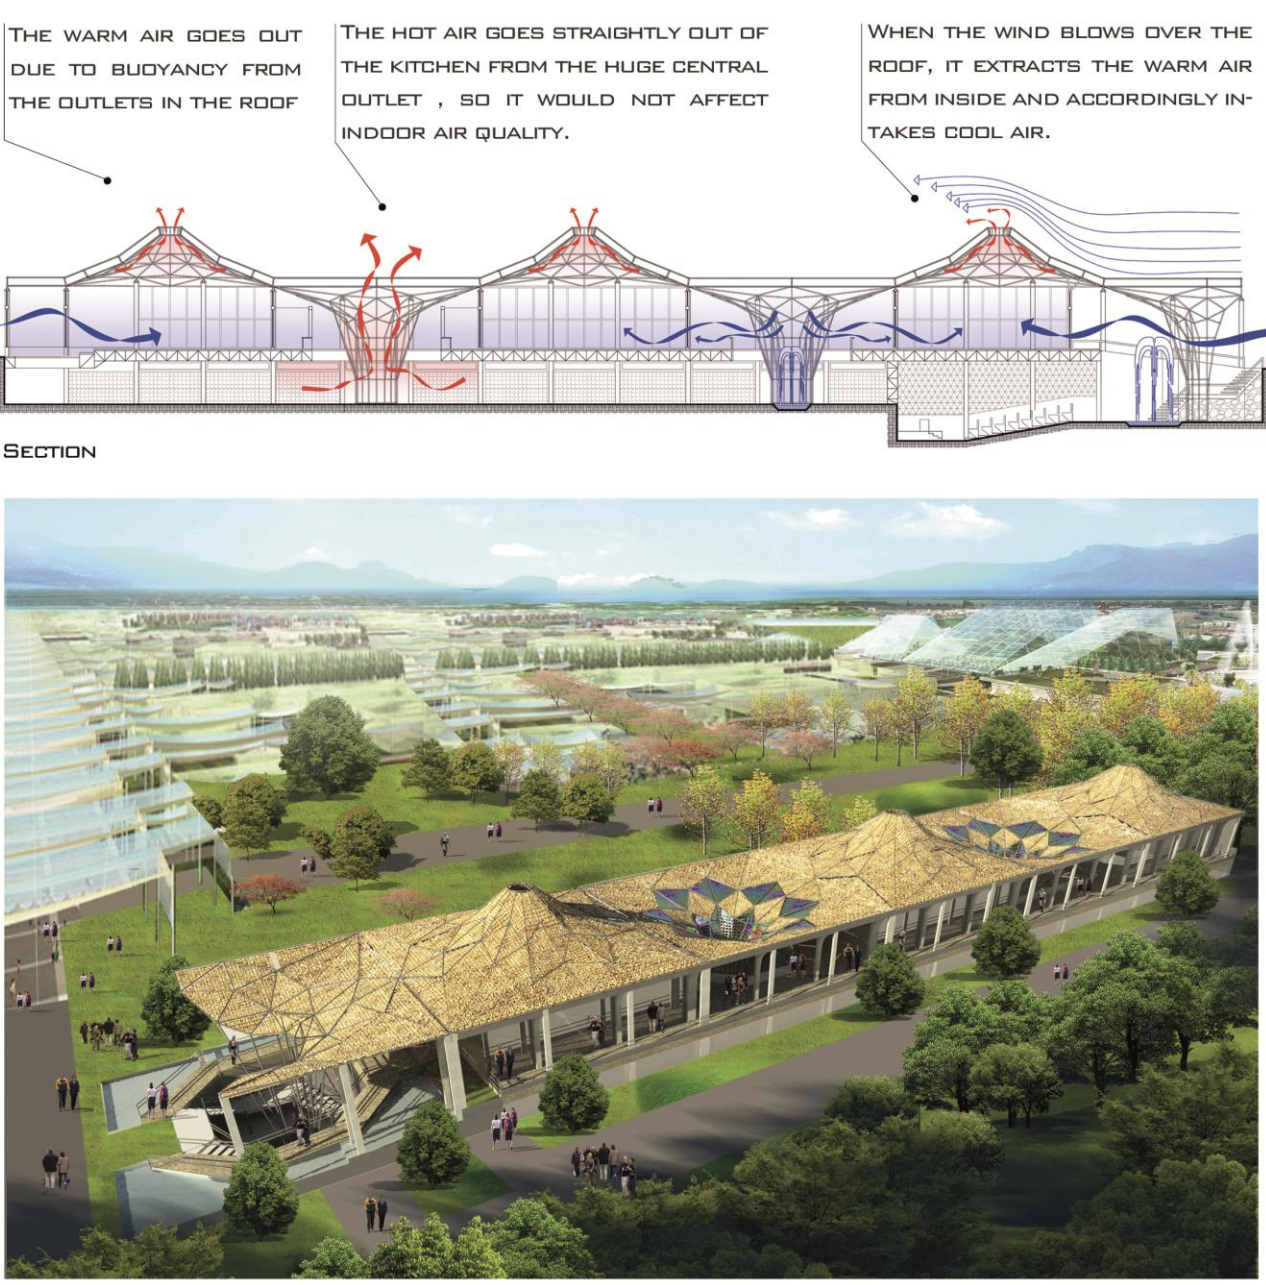 THE WARM AIR GOES OUT
DUE TO BUOYANCY FROM
THE OUTLETS IN THE ROOF
THE HOT AIR GOES STRAIGHTLY OUT OF
THE KITCHEN FROM THE HUGE CENTRAL
OUTLET , SO IT WOULD NOT AFFECT
INDOOR AIR QUALITY.
WHEN THE WIND BLOWS OVER THE
ROOF, IT EXTRACTS THE WARM AIR
FROM INSIDE AND ACCORDINGLY IN-
TAKES COOL AIR.
SECTION